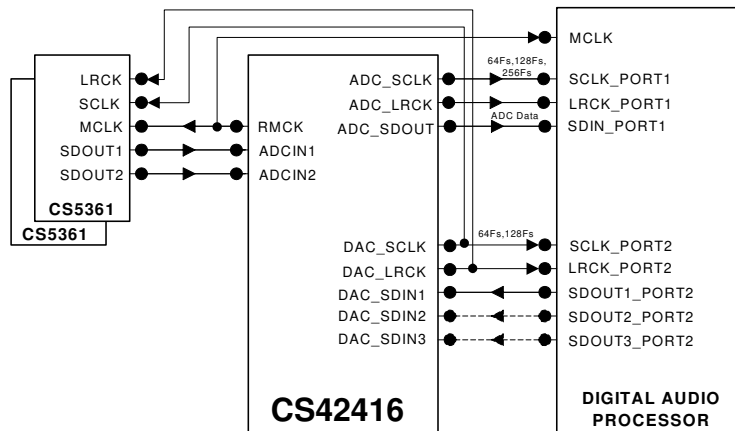 MCLK
64Fs,128Fs,
256Fs
LRCK
ADC_SCLK
SCLK_PORT1
SCLK
ADC_LRCK
LRCK_PORT1
MCLK
RMCK
ADC_SDOUT
ADC Data
SDIN_PORT1
SDOUT1
ADCIN1
SDOUT2
ADCIN2
CS5361
CS5361
64Fs,128Fs
DAC_SCLK
SCLK_PORT2
DAC_LRCK
LRCK_PORT2
DAC_SDIN1
SDOUT1_PORT2
DAC_SDIN2
SDOUT2_PORT2
DAC_SDIN3
SDOUT3_PORT2
CS42416
DIGITAL AUDIO
PROCESSOR